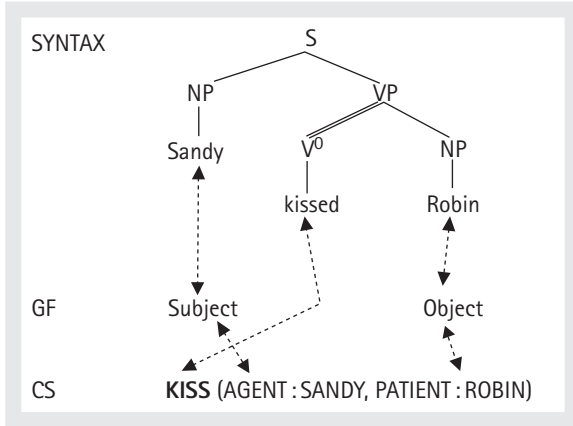 SYNTAX S
NP VP
Sandy V⁰ NP
kissed Robin
GF Subject Object
CS KISS (AGENT : SANDY, PATIENT : ROBIN)